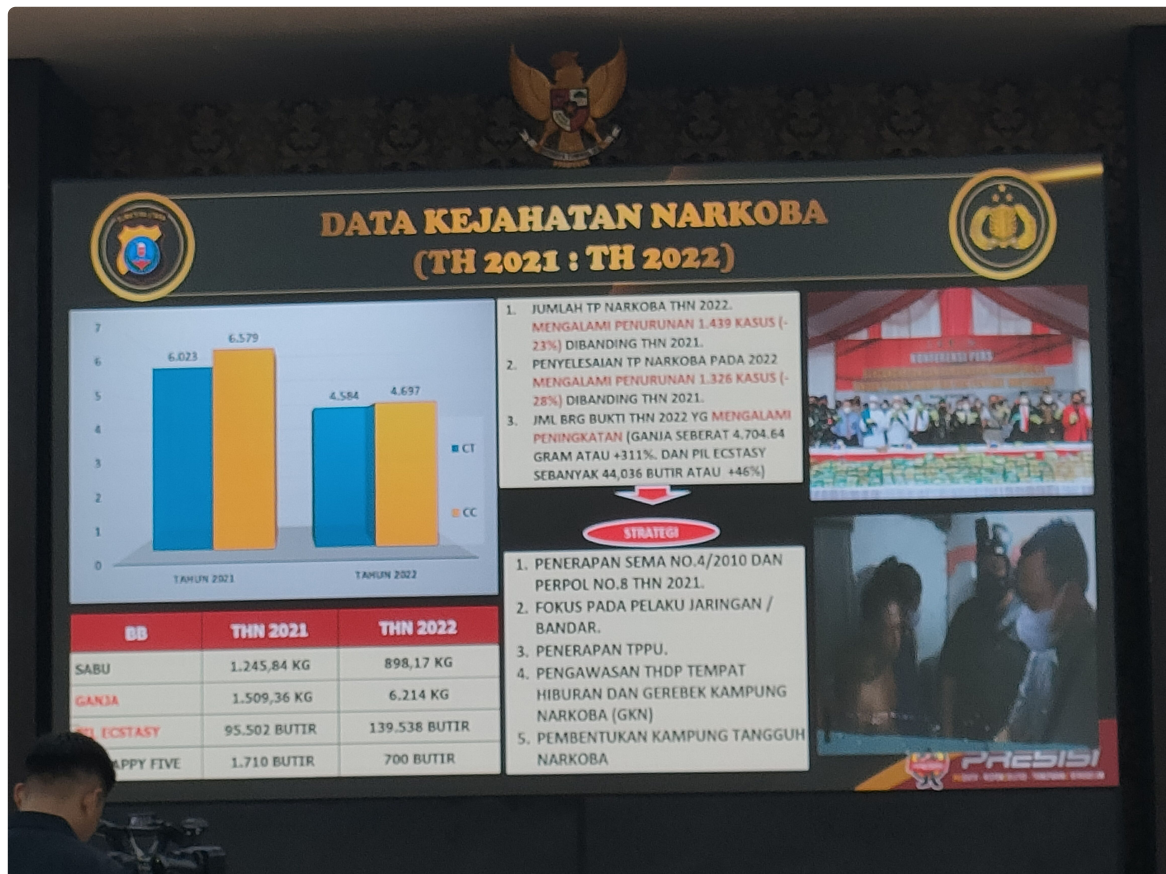 DATA KEJAHATAN NARKOBA
(TH 2021 : TH 2022)
7
6
5
4
3
2
1
0
6.023
6.579
4.584
4.697
TAHUN 2021
TAHUN 2022
CT
CC
1. JUMLAH TP NARKOBA THN 2022.
MENGALAMI PENURUNAN 1.439 KASUS (-
23%) DIBANDING THN 2021.
2. PENYELESAIAN TP NARKOBA PADA 2022
MENGALAMI PENURUNAN 1.326 KASUS (-
28%) DIBANDING THN 2021.
3. JML BRG BUKTI THN 2022 YG MENGALAMI
PENINGKATAN (GANJA SEBERAT 4.704.64
GRAM ATAU +311%. DAN PIL ECSTASY
SEBANYAK 44,036 BUTIR ATAU +46%)
STRATEGI
1. PENERAPAN SEMA NO.4/2010 DAN
PERPOL NO.8 THN 2021.
2. FOKUS PADA PELAKU JARINGAN /
BANDAR.
3. PENERAPAN TPPU.
4. PENGAWASAN THDP TEMPAT
HIBURAN DAN GEREBEK KAMPUNG
NARKOBA (GKN)
5. PEMBENTUKAN KAMPUNG TANGGUH
NARKOBA
BB THN 2021 THN 2022
SABU 1.245,84 KG 898,17 KG
GANJA 1.509,36 KG 6.214 KG
ECSTASY 95.502 BUTIR 139.538 BUTIR
APPY FIVE 1.710 BUTIR 700 BUTIR
KONFERENSI PERS
PRESISI